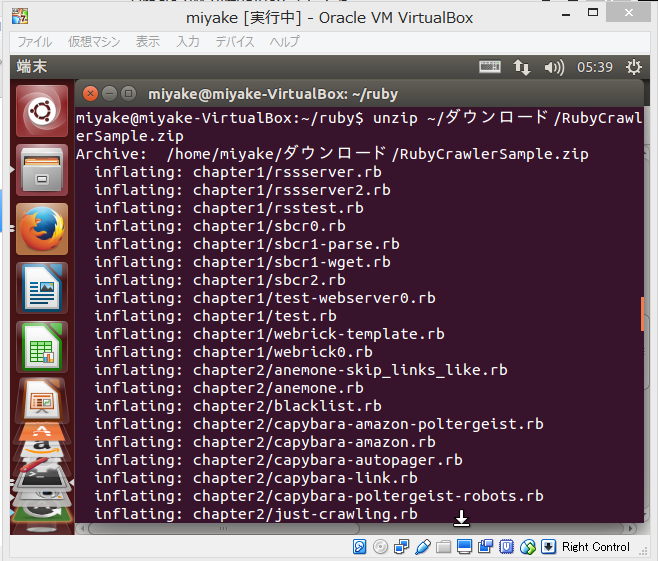 miyake [実行中] - Oracle VM VirtualBox
ファイル 仮想マシン 表示 入力 デバイス ヘルプ
端末 05:39
miyake@miyake-VirtualBox: ~/ruby
miyake@miyake-VirtualBox:~/ruby$ unzip ~/ダウンロード/RubyCrawl
erSample.zip
Archive:  /home/miyake/ダウンロード/RubyCrawlerSample.zip
  inflating: chapter1/rssserver.rb
  inflating: chapter1/rssserver2.rb
  inflating: chapter1/rsstest.rb
  inflating: chapter1/sbcr0.rb
  inflating: chapter1/sbcr1-parse.rb
  inflating: chapter1/sbcr1-wget.rb
  inflating: chapter1/sbcr2.rb
  inflating: chapter1/test-webserver0.rb
  inflating: chapter1/test.rb
  inflating: chapter1/webrick-template.rb
  inflating: chapter1/webrick0.rb
  inflating: chapter2/anemone-skip_links_like.rb
  inflating: chapter2/anemone.rb
  inflating: chapter2/blacklist.rb
  inflating: chapter2/capybara-amazon-poltergeist.rb
  inflating: chapter2/capybara-amazon.rb
  inflating: chapter2/capybara-autopager.rb
  inflating: chapter2/capybara-link.rb
  inflating: chapter2/capybara-poltergeist-robots.rb
  inflating: chapter2/just-crawling.rb
Right Control